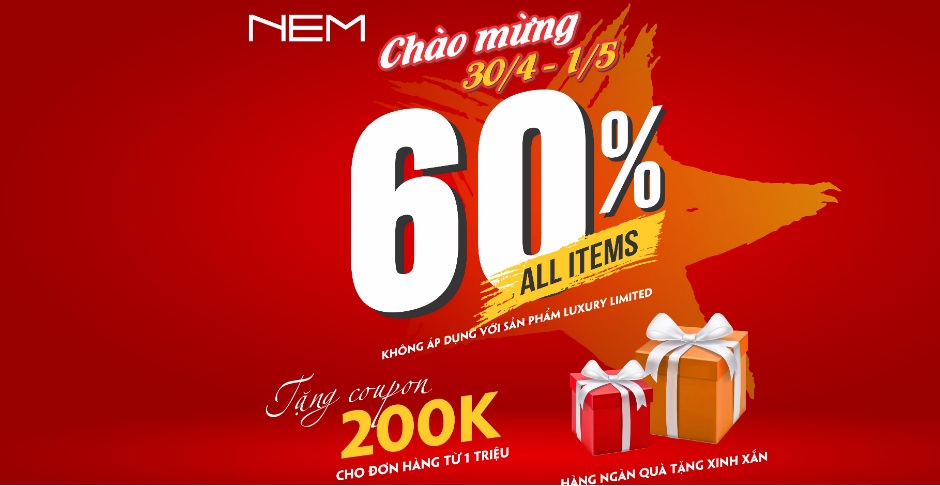 NEM
Chào mừng
30/4 - 1/5
60%
ALL ITEMS
KHÔNG ÁP DỤNG VỚI SẢN PHẨM LUXURY LIMITED
Tặng coupon
200K
CHO ĐƠN HÀNG TỪ 1 TRIỆU
HÀNG NGÀN QUÀ TẶNG XINH XẮN